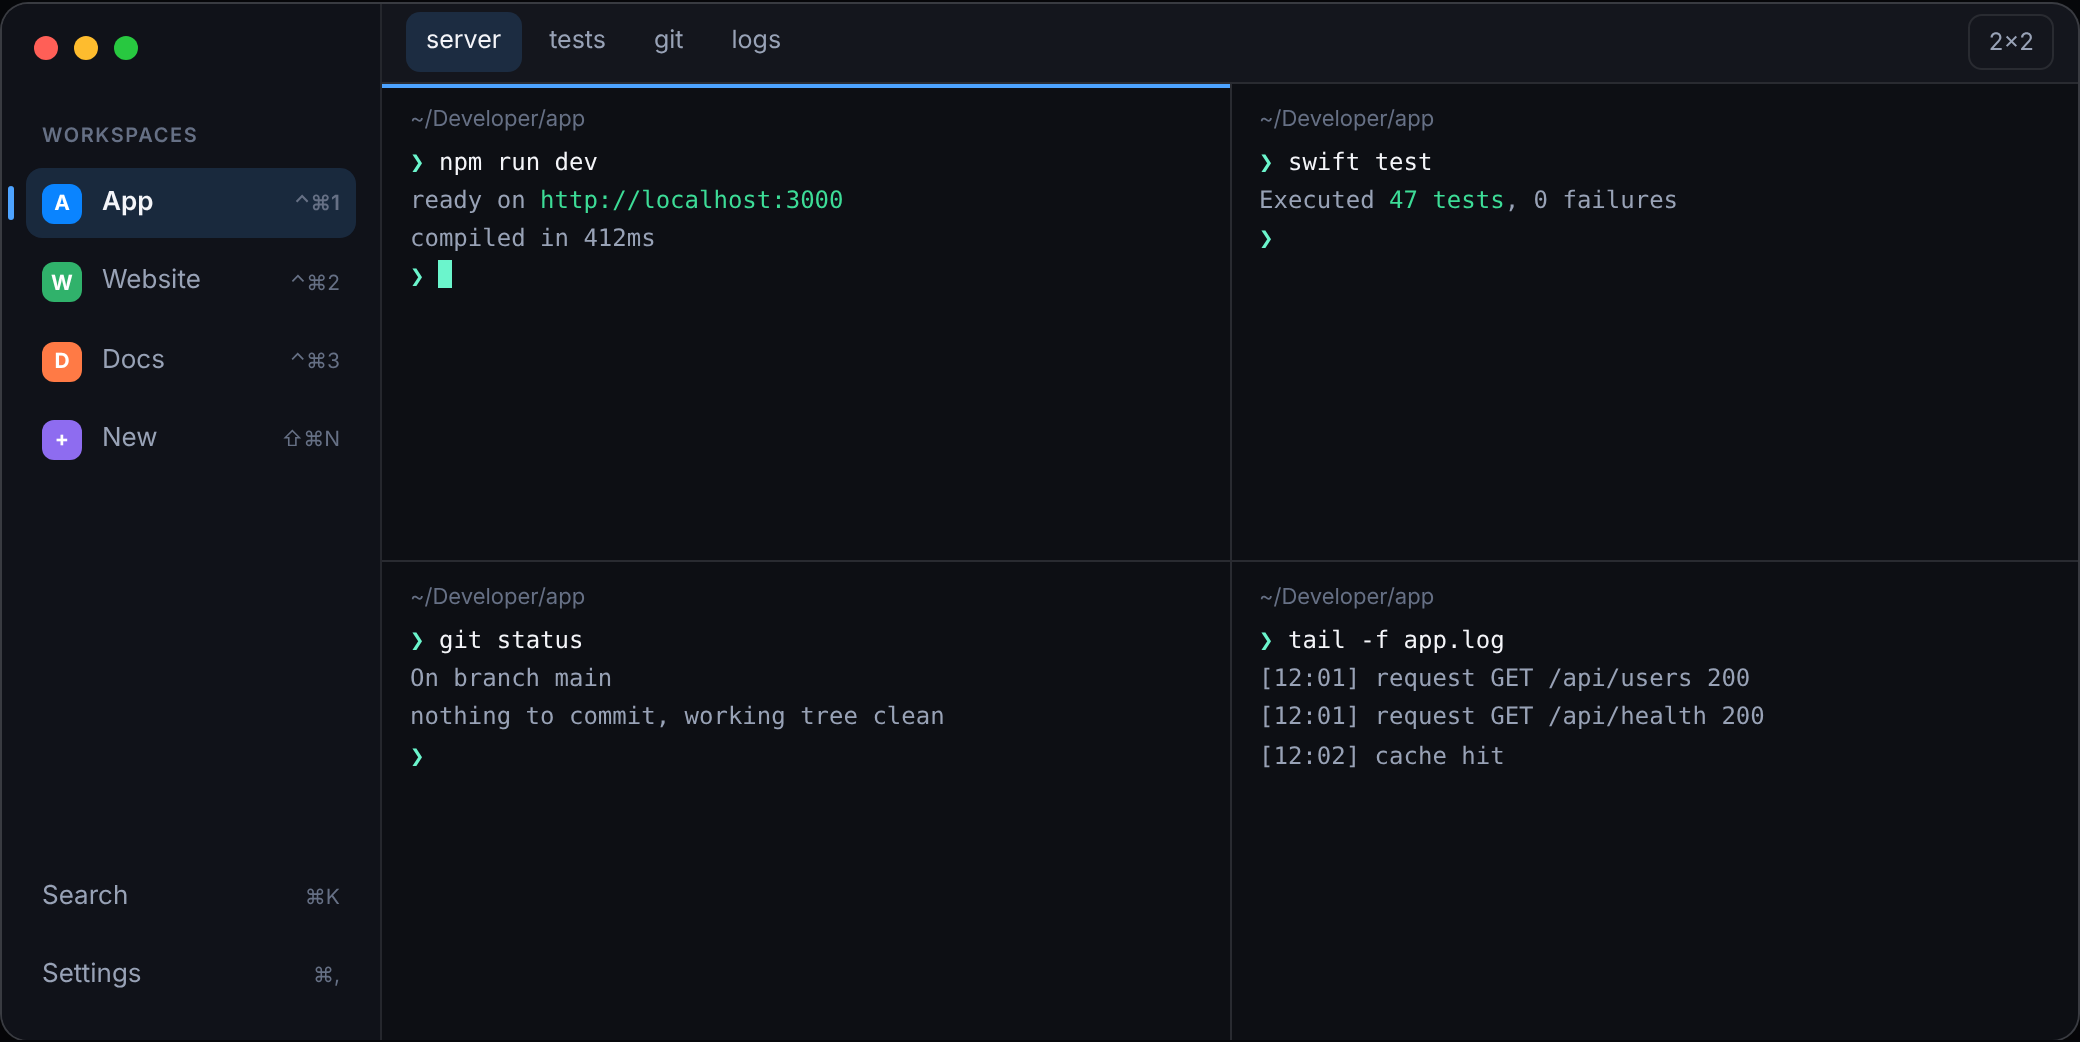 server tests git logs 2×2
WORKSPACES
A App ^⌘1
W Website ^⌘2
D Docs ^⌘3
+ New ⇧⌘N
Search ⌘K
Settings ⌘,
~/Developer/app
❯ npm run dev
ready on http://localhost:3000
compiled in 412ms
❯
~/Developer/app
❯ swift test
Executed 47 tests, 0 failures
❯
~/Developer/app
❯ git status
On branch main
nothing to commit, working tree clean
❯
~/Developer/app
❯ tail -f app.log
[12:01] request GET /api/users 200
[12:01] request GET /api/health 200
[12:02] cache hit